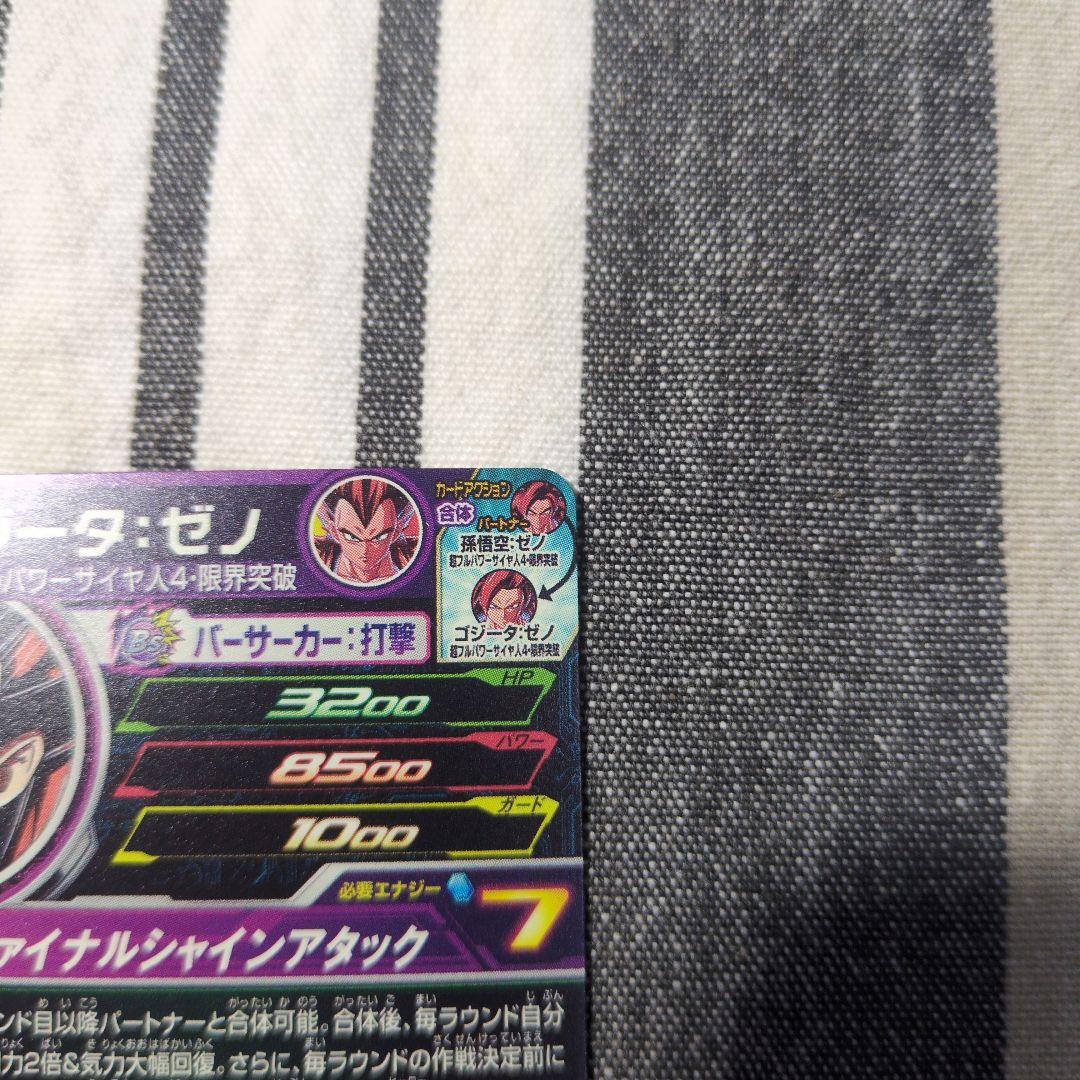 ータ:ゼノ
パワーサイヤ人4・限界突破
カードアクション
合体
パートナー
孫悟空:ゼノ
超フルパワーサイヤ人4・限界突破
ゴジータ:ゼノ
超フルパワーサイヤ人4・限界突破
Bs
バーサーカー:打撃
HP
3200
パワー
8500
ガード
1000
必要エナジー
7
ァイナルシャインアタック
ンド目以降パートナーと合体可能。合体後、毎ラウンド自分
力2倍&気力大幅回復。さらに、毎ラウンドの作戦決定前に